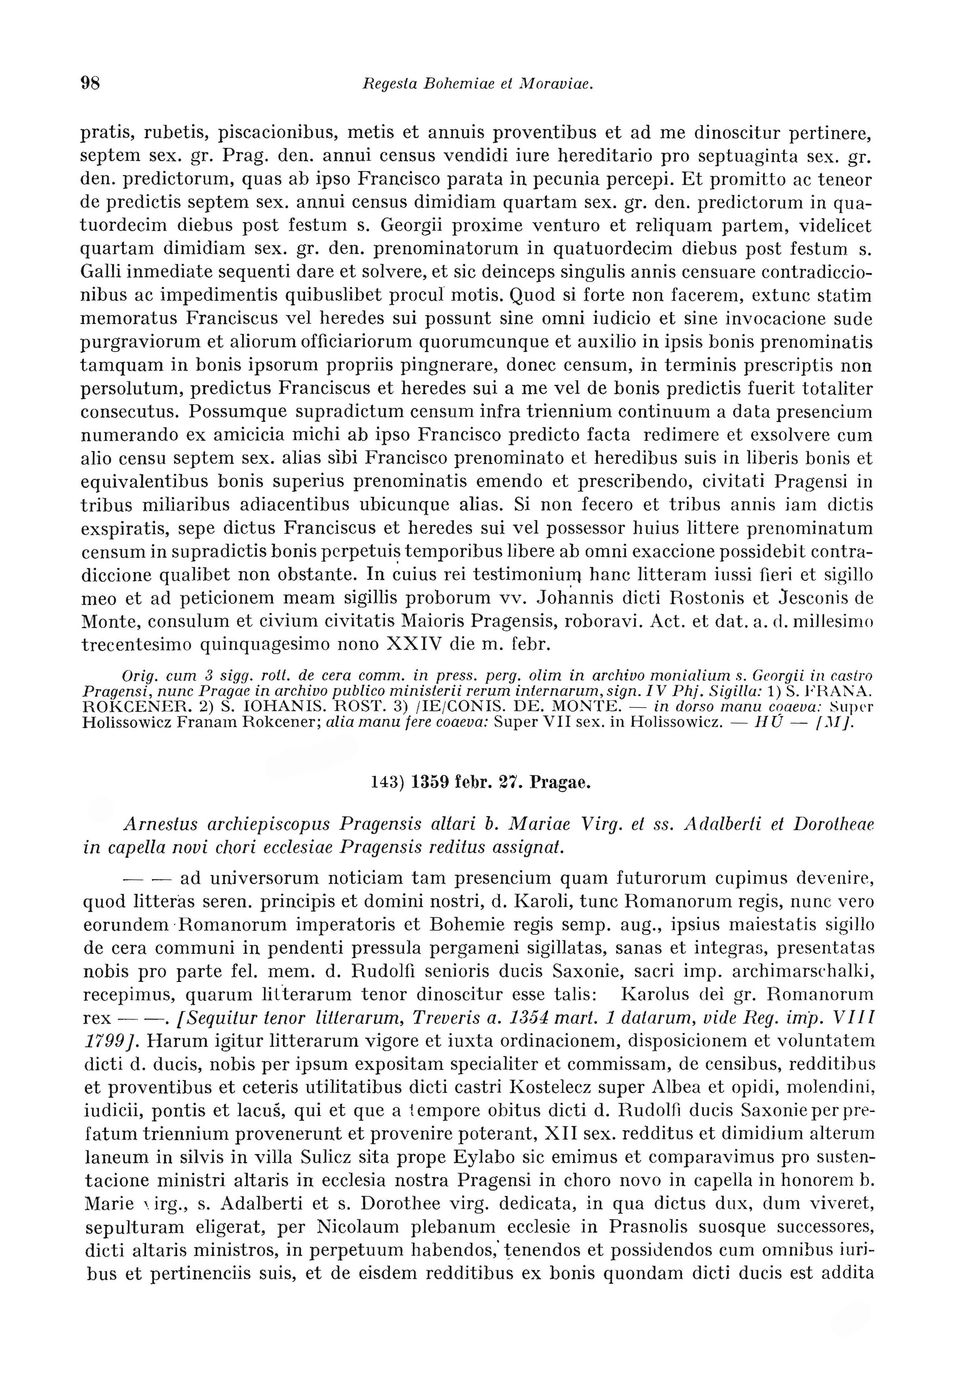 98 Regesta Bohemiae et Moraviae.
pratis, rubetis, piscacionibus, metis et annuis proventibus et ad me dinoscitur pertinere,
septem sex. gr. Prag. den. annui census vendidi iure hereditario pro septuaginta sex. gr.
den. predictorum, quas ab ipso Francisco parata in pecunia percepi. Et promitto ac teneor
de predictis septem sex. annui census dimidiam quartam sex. gr. den. predictorum in qua-
tuordecim diebus post festum s. Georgii proxime venturo et reliquam partem, videlicet
quartam dimidiam sex. gr. den. prenominatorum in quatuordecim diebus post festum s.
Galli inmediate sequenti dare et solvere, et sic deinceps singulis annis censuare contradiccio-
nibus ac impedimentis quibuslibet procul motis. Quod si forte non facerem, extunc statim
memoratus Franciscus vel heredes sui possunt sine omni iudicio et sine invocacione sude
purgraviorum et aliorum officiariorum quorumcunque et auxilio in ipsis bonis prenominatis
tamquam in bonis ipsorum propriis pingnerare, donec censum, in terminis prescriptis non
persolutum, predictus Franciscus et heredes sui a me vel de bonis predictis fuerit totaliter
consecutus. Possumque supradictum censum infra triennium continuum a data presencium
numerando ex amicicia michi ab ipso Francisco predicto facta redimere et exsolvere cum
alio censu septem sex. alias sibi Francisco prenominato et heredibus suis in liberis bonis et
equivalentibus bonis superius prenominatis emendo et prescribendo, civitati Pragensi in
tribus miliaribus adiacentibus ubicunque alias. Si non fecero et tribus annis iam dictis
exspiratis, sepe dictus Franciscus et heredes sui vel possessor huius littere prenominatum
censum in supradictis bonis perpetuis temporibus libere ab omni exaccione possidebit contra-
diccione qualibet non obstante. In cuius rei testimonium hanc litteram iussi fieri et sigillo
meo et ad peticionem meam sigillis proborum vv. Johannis dicti Rostonis et Jesconis de
Monte, consulum et civium civitatis Maioris Pragensis, roboravi. Act. et dat. a. d. millesimo
trecentesimo quinquagesimo nono XXIV die m. febr.
Orig. cum 3 sigg. rott. de cera comm. in press. perg. olim in archivo monialium s. Georgii in castro
Pragensi, nunc Pragae in archivo publico ministerii rerum internarum, sign. IV Phj. Sigilla: 1) S. FRANA.
ROKCENER. 2) S. IOHANIS. ROST. 3) /IE/CONIS. DE. MONTE. — in dorso manu coaeva: Super
Holissowicz Franam Rokcener; alia manu fere coaeva: Super VII sex. in Holissowicz. — HÚ — [M].
143) 1359 febr. 27. Pragae.
Arnestus archiepiscopus Pragensis altari b. Mariae Virg. et ss. Adalberti et Dorotheae
in capella novi chori ecclesiae Pragensis reditus assignat.
— — ad universorum noticiam tam presencium quam futurorum cupimus devenire,
quod litteras seren. principis et domini nostri, d. Karoli, tunc Romanorum regis, nunc vero
eorundem Romanorum imperatoris et Bohemie regis semp. aug., ipsius maiestatis sigillo
de cera communi in pendenti pressula pergameni sigillatas, sanas et integras, presentatas
nobis pro parte fel. mem. d. Rudolfi senioris ducis Saxonie, sacri imp. archimarschalki,
recepimus, quarum litterarum tenor dinoscitur esse talis: Karolus dei gr. Romanorum
rex — —. [Sequitur tenor litterarum, Treveris a. 1354 mart. 1 datarum, vide Reg. imp. VIII
1799]. Harum igitur litterarum vigore et iuxta ordinacionem, disposicionem et voluntatem
dicti d. ducis, nobis per ipsum expositam specialiter et commissam, de censibus, redditibus
et proventibus et ceteris utilitatibus dicti castri Kostelecz super Albea et opidi, molendini,
iudicii, pontis et lacus, qui et que a tempore obitus dicti d. Rudolfi ducis Saxonie per pre-
fatum triennium provenerunt et provenire poterant, XII sex. redditus et dimidium alterum
laneum in silvis in villa Sulicz sita prope Eylabo sic emimus et comparavimus pro susten-
tacione ministri altaris in ecclesia nostra Pragensi in choro novo in capella in honorem b.
Marie virg., s. Adalberti et s. Dorothee virg. dedicata, in qua dictus dux, dum viveret,
sepulturam eligerat, per Nicolaum plebanum ecclesie in Prasnolis suosque successores,
dicti altaris ministros, in perpetuum habendos, tenendos et possidendos cum omnibus iuri-
bus et pertinenciis suis, et de eisdem redditibus ex bonis quondam dicti ducis est addita